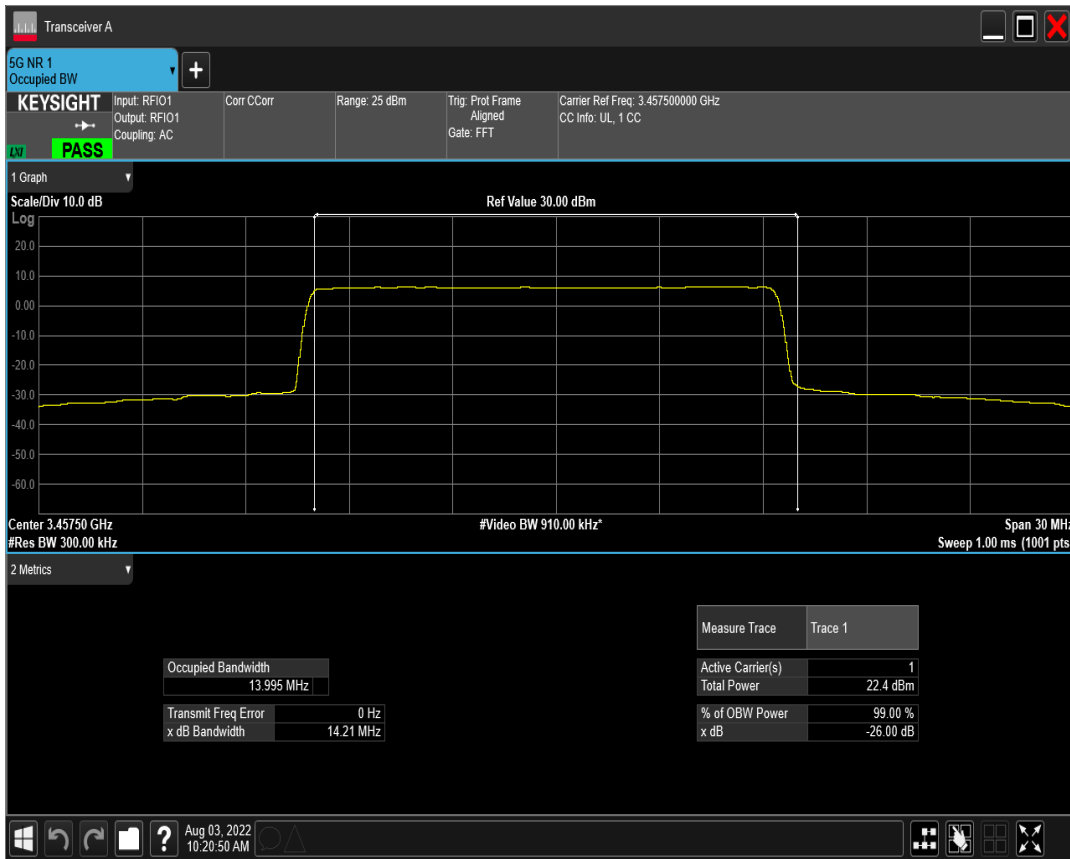 Transceiver A
5G NR 1
Occupied BW
KEYSIGHT
LXI
PASS
Input: RFIO1
Output: RFIO1
Coupling: AC
Corr CCorr
Range: 25 dBm
Trig: Prot Frame
Aligned
Gate: FFT
Carrier Ref Freq: 3.457500000 GHz
CC Info: UL, 1 CC
1 Graph
Scale/Div 10.0 dB
Ref Value 30.00 dBm
Log
20.0
10.0
0.00
-10.0
-20.0
-30.0
-40.0
-50.0
-60.0
Center 3.45750 GHz
#Video BW 910.00 kHz*
Span 30 MHz
#Res BW 300.00 kHz
Sweep 1.00 ms (1001 pts
2 Metrics
Measure Trace Trace 1
Occupied Bandwidth
13.995 MHz
Active Carrier(s) 1
Total Power 22.4 dBm
Transmit Freq Error 0 Hz
x dB Bandwidth 14.21 MHz
% of OBW Power 99.00 %
x dB -26.00 dB
?
Aug 03, 2022
10:20:50 AM